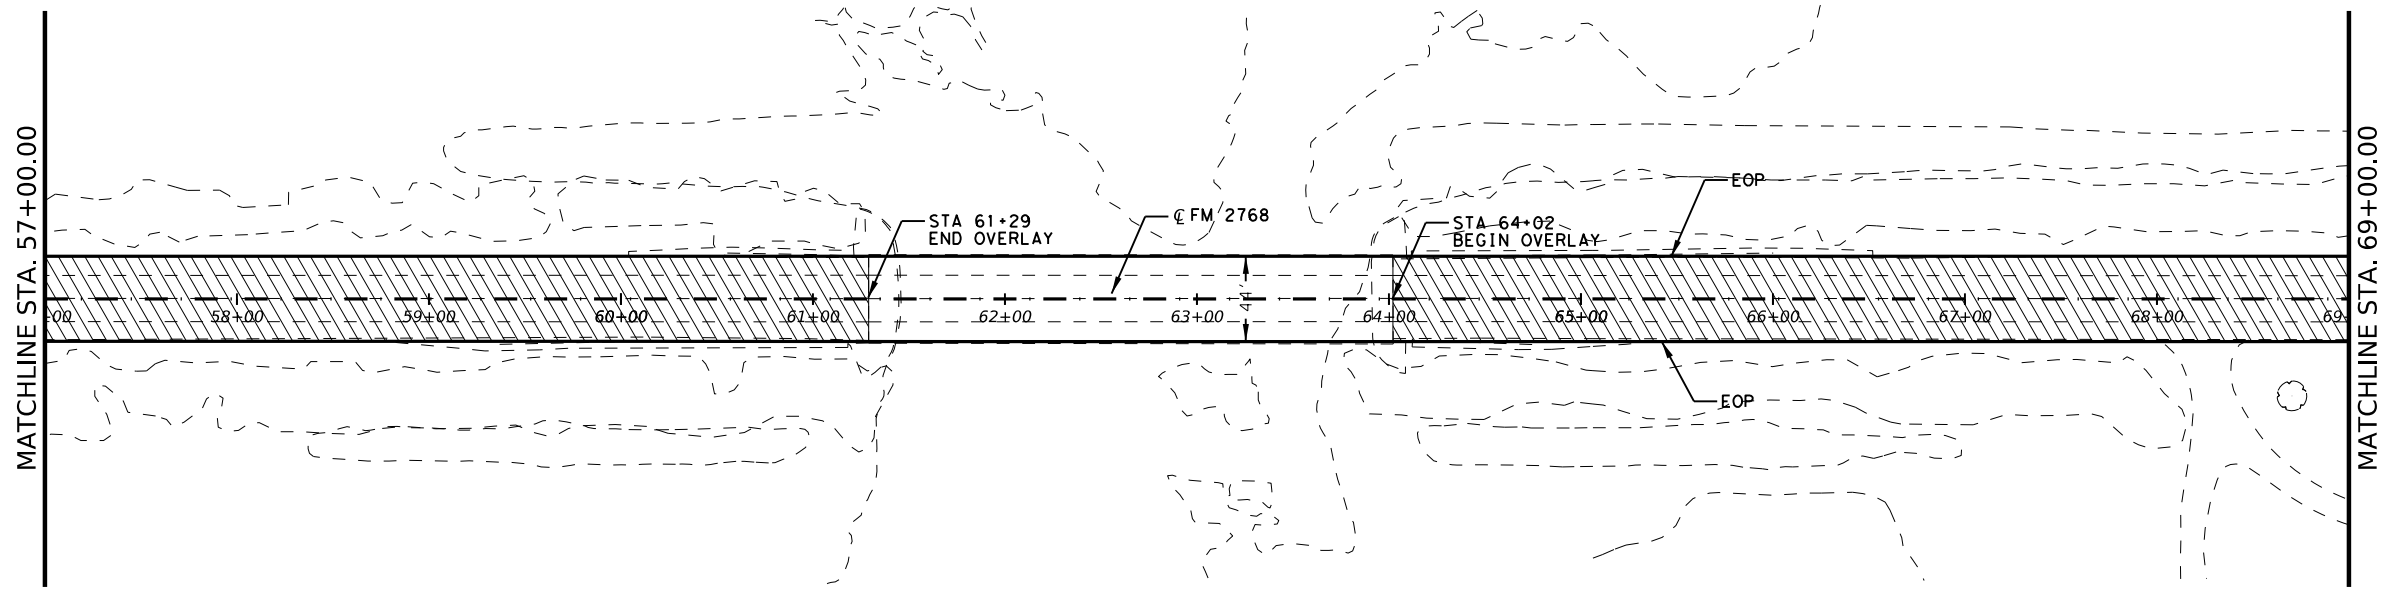 MATCHLINE STA. 57+00.00
STA 61+29
END OVERLAY
℄ FM 2768
STA 64+02
BEGIN OVERLAY
EOP
+00
58+00
59+00
60+00
61+00
62+00
63+00
64+00
65+00
66+00
67+00
68+00
69+
EOP
MATCHLINE STA. 69+00.00